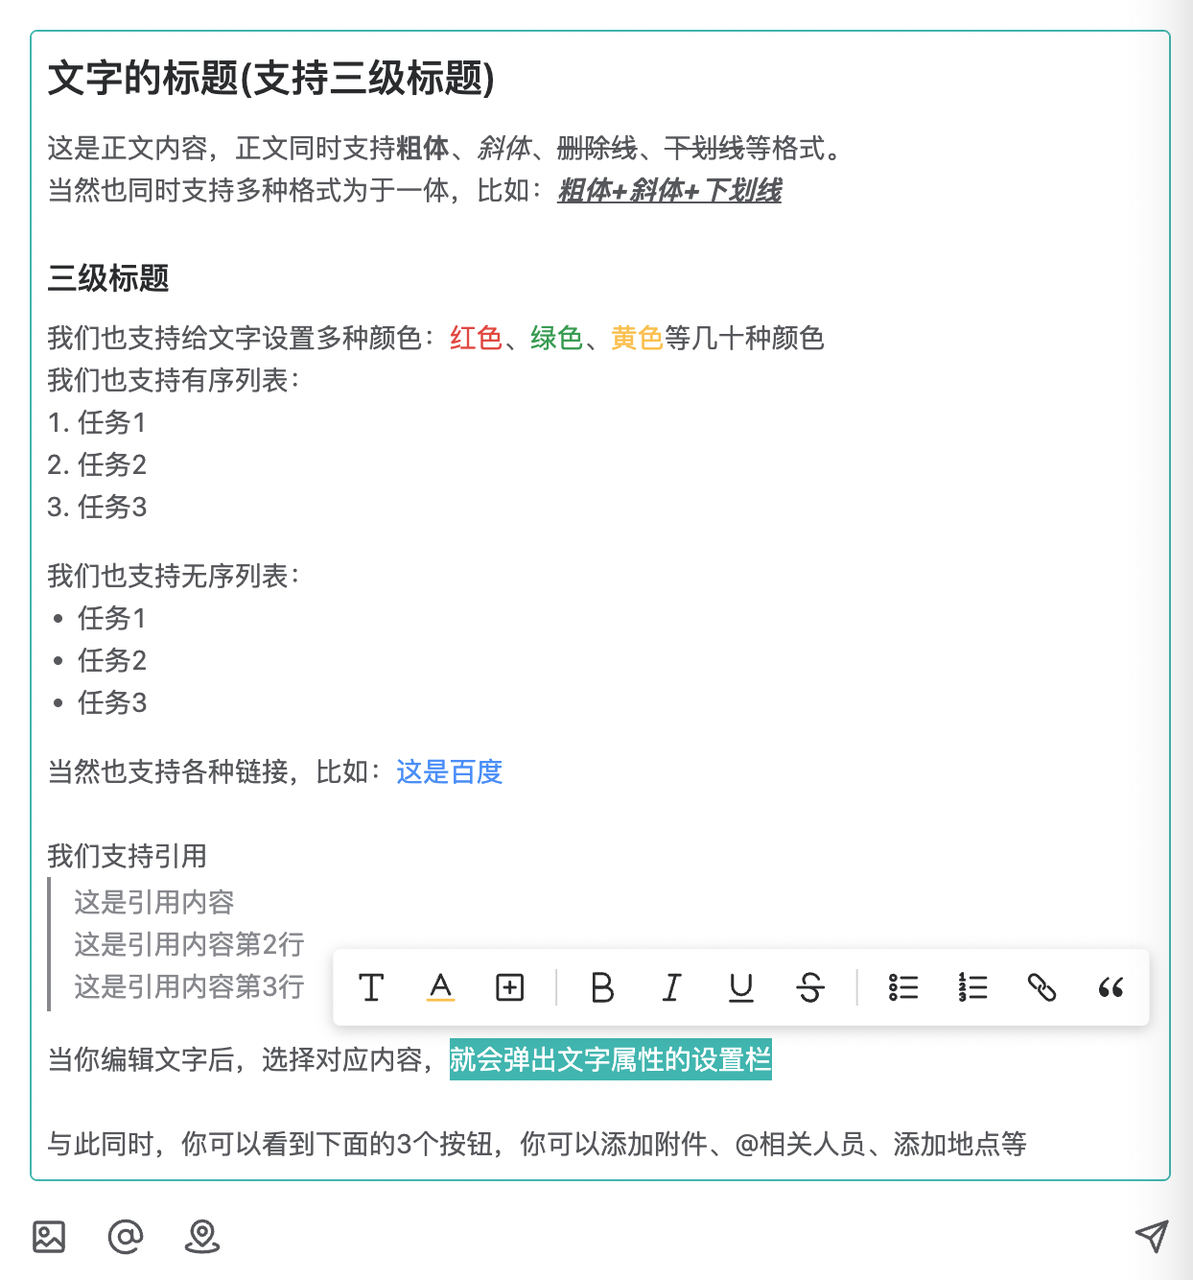 文字的标题(支持三级标题)
这是正文内容，正文同时支持粗体、斜体、删除线、下划线等格式。
当然也同时支持多种格式为于一体，比如：粗体+斜体+下划线
三级标题
我们也支持给文字设置多种颜色：红色、绿色、黄色等几十种颜色
我们也支持有序列表：
1. 任务1
2. 任务2
3. 任务3
我们也支持无序列表：
• 任务1
• 任务2
• 任务3
当然也支持各种链接，比如：这是百度
我们支持引用
这是引用内容
这是引用内容第2行
这是引用内容第3行
T A B I U S
当你编辑文字后，选择对应内容，就会弹出文字属性的设置栏
与此同时，你可以看到下面的3个按钮，你可以添加附件、@相关人员、添加地点等
@